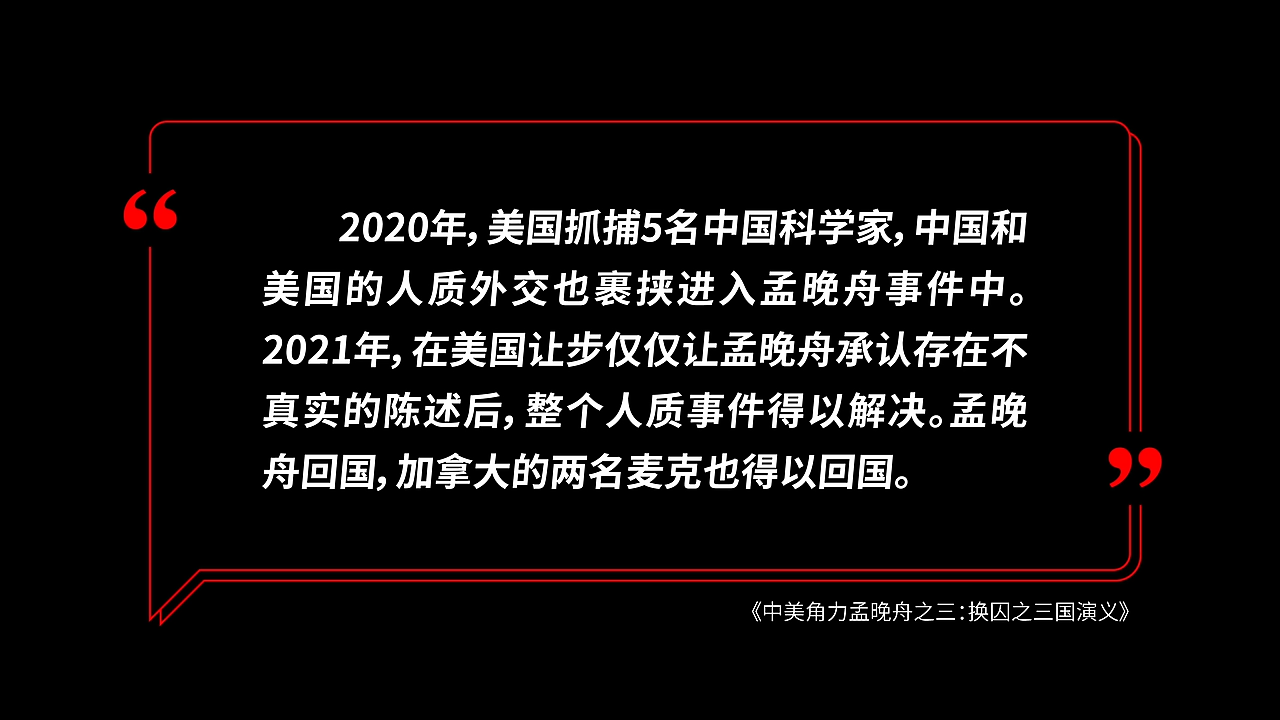 2020年，美国抓捕5名中国科学家，中国和
美国的人质外交也裹挟进入孟晚舟事件中。
2021年，在美国让步仅仅让孟晚舟承认存在不
真实的陈述后，整个人质事件得以解决。孟晚
舟回国，加拿大的两名麦克也得以回国。
《中美角力孟晚舟之三：换囚之三国演义》